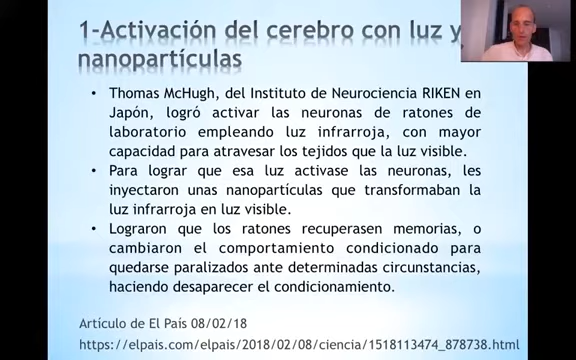 1-Activación del cerebro con luz y
nanopartículas
• Thomas McHugh, del Instituto de Neurociencia RIKEN en
Japón, logró activar las neuronas de ratones de
laboratorio empleando luz infrarroja, con mayor
capacidad para atravesar los tejidos que la luz visible.
• Para lograr que esa luz activase las neuronas, les
inyectaron unas nanopartículas que transformaban la
luz infrarroja en luz visible.
• Lograron que los ratones recuperasen memorias, o
cambiaron el comportamiento condicionado para
quedarse paralizados ante determinadas circunstancias,
haciendo desaparecer el condicionamiento.
Artículo de El País 08/02/18
https://elpais.com/elpais/2018/02/08/ciencia/1518113474_878738.html